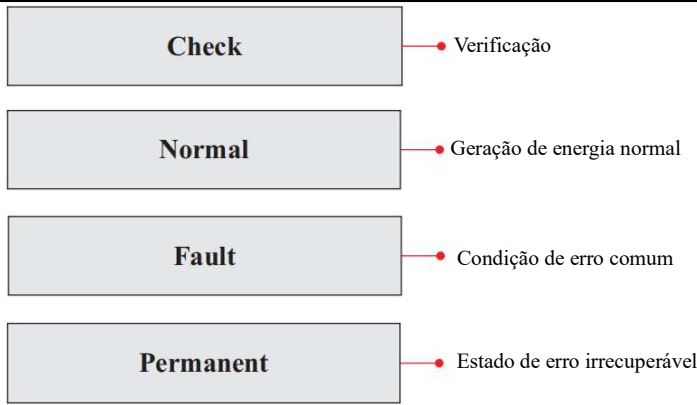 Check
Verificação
Normal
Geração de energia normal
Fault
Condição de erro comum
Permanent
Estado de erro irrecuperável